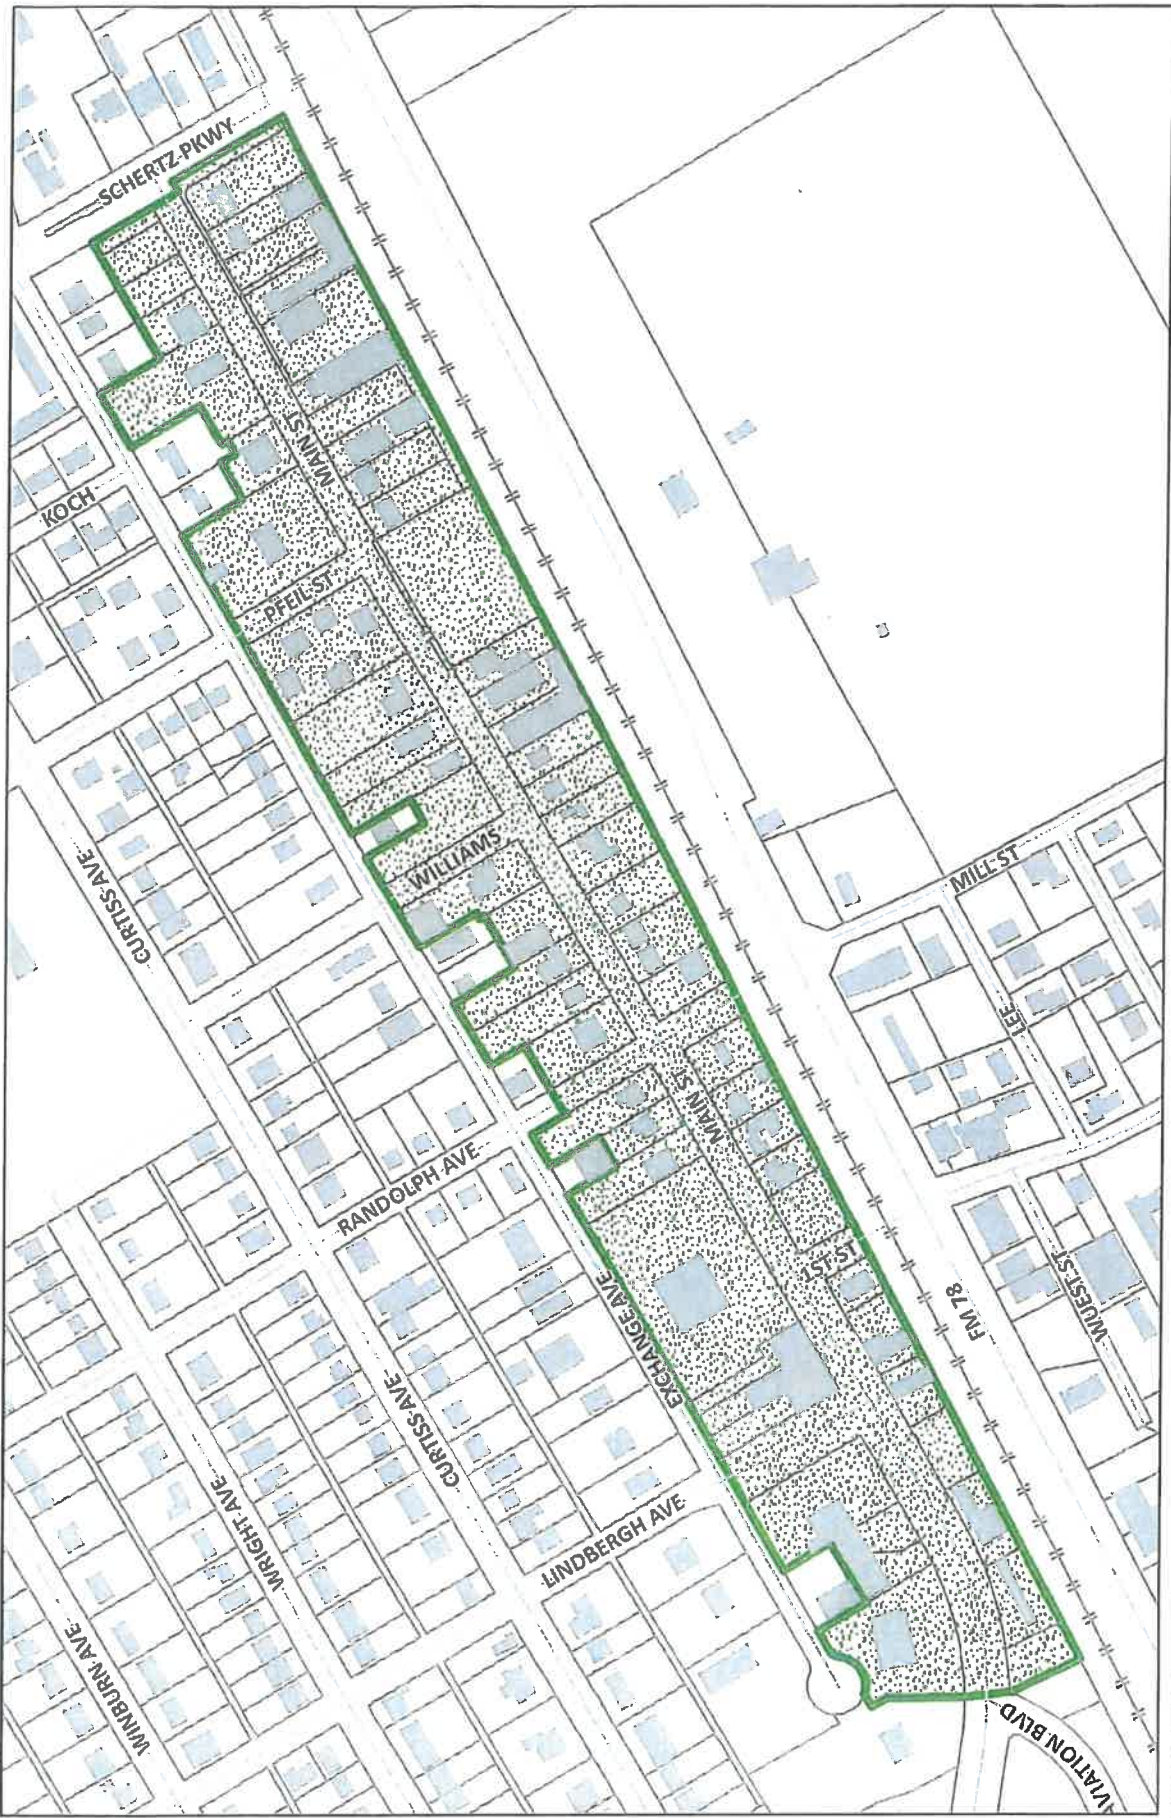 SCHERTZ PKWY
MAIN ST
KOCH
PFEIL ST
WILLIAMS
CURTISS AVE
MILL ST
LEE
MAIN ST
RANDOLPH AVE
1ST ST
WUEST ST
FM 78
EXCHANGE AVE
CURTISS AVE
WRIGHT AVE
LINDBERGH AVE
WINBURN AVE
VIATION BLVD